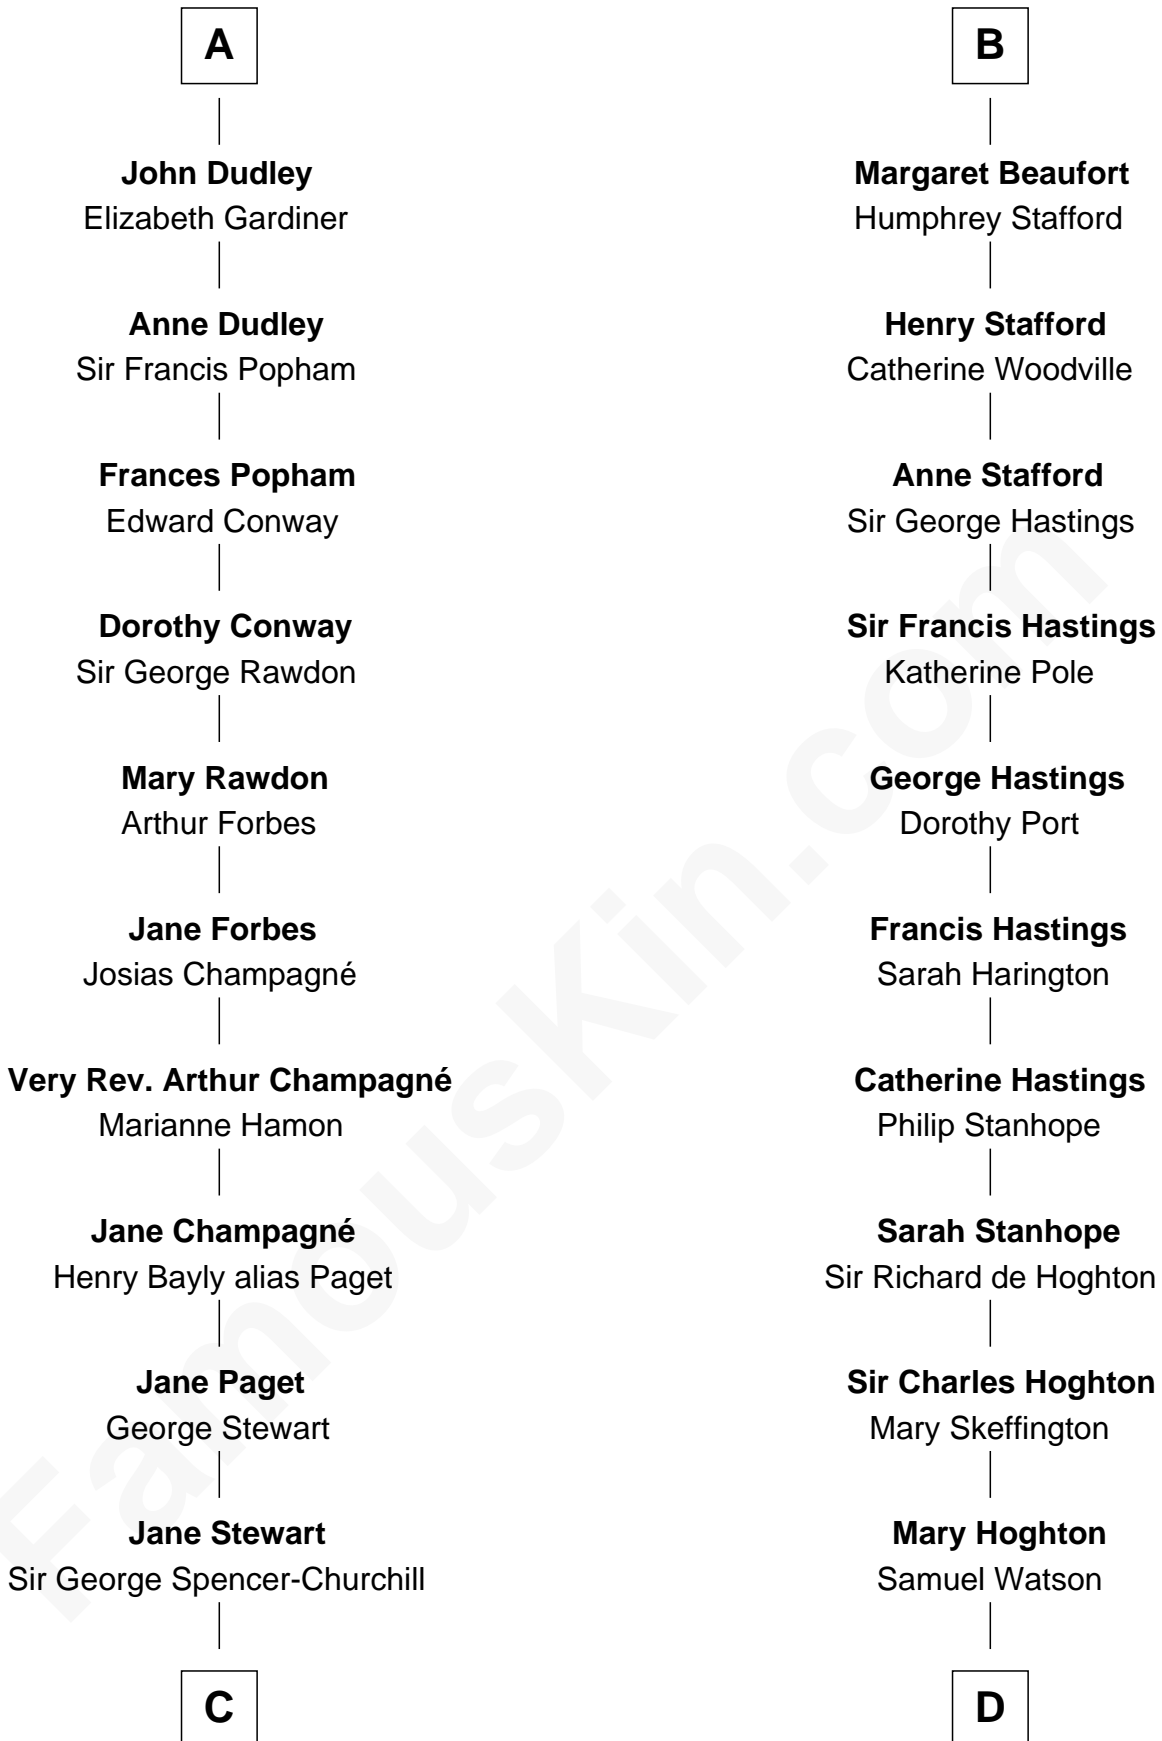 A
John Dudley
Elizabeth Gardiner
Anne Dudley
Sir Francis Popham
Frances Popham
Edward Conway
Dorothy Conway
Sir George Rawdon
Mary Rawdon
Arthur Forbes
Jane Forbes
Josias Champagné
Very Rev. Arthur Champagné
Marianne Hamon
Jane Champagné
Henry Bayly alias Paget
Jane Paget
George Stewart
Jane Stewart
Sir George Spencer-Churchill
C
B
Margaret Beaufort
Humphrey Stafford
Henry Stafford
Catherine Woodville
Anne Stafford
Sir George Hastings
Sir Francis Hastings
Katherine Pole
George Hastings
Dorothy Port
Francis Hastings
Sarah Harington
Catherine Hastings
Philip Stanhope
Sarah Stanhope
Sir Richard de Hoghton
Sir Charles Hoghton
Mary Skeffington
Mary Hoghton
Samuel Watson
D
FamousKin.com